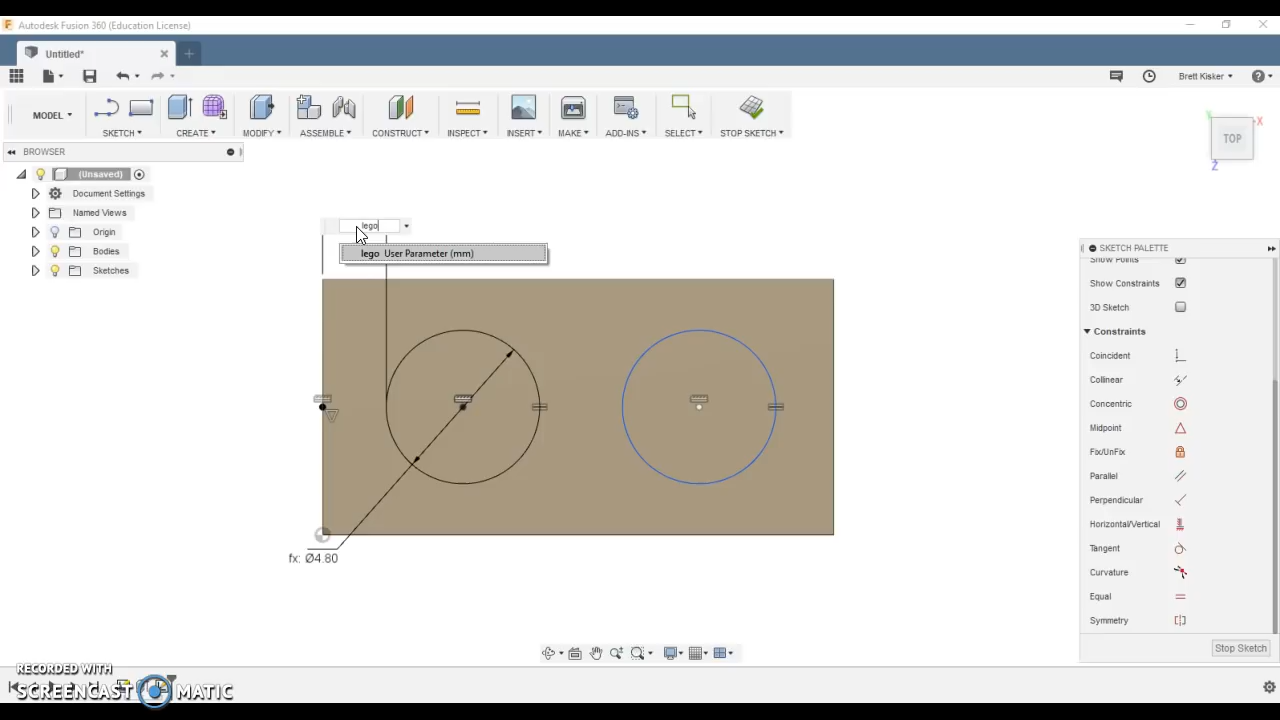 Autodesk Fusion 360 (Education License)
Untitled*
Brett Kisker
MODEL
SKETCH
CREATE
MODIFY
ASSEMBLE
CONSTRUCT
INSPECT
INSERT
MAKE
ADD-INS
SELECT
STOP SKETCH
TOP
X
Y
Z
BROWSER
(Unsaved)
Document Settings
Named Views
Origin
Bodies
Sketches
lego
lego User Parameter (mm)
fx: Ø4.80
SKETCH PALETTE
Show Points
Show Constraints
3D Sketch
Constraints
Coincident
Collinear
Concentric
Midpoint
Fix/UnFix
Parallel
Perpendicular
Horizontal/Vertical
Tangent
Curvature
Equal
Symmetry
Stop Sketch
RECORDED WITH
SCREENCAST MATIC